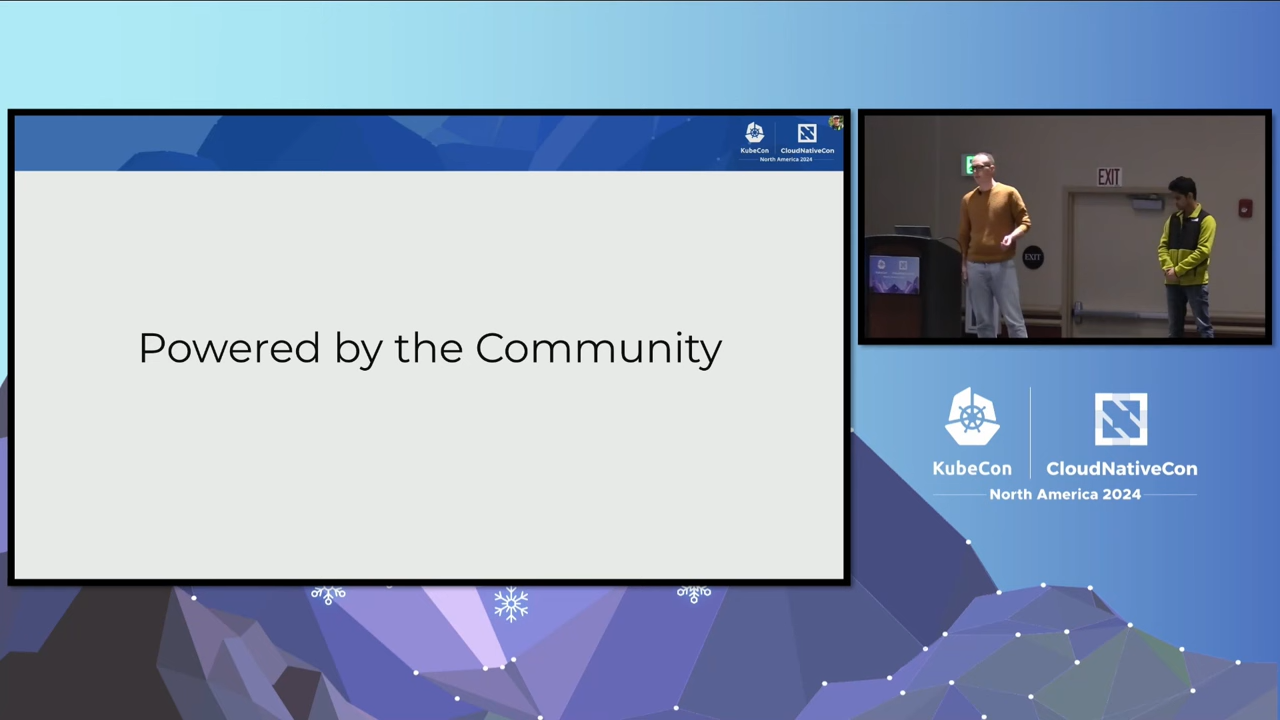 KubeCon
CloudNativeCon
North America 2024
Powered by the Community
EXIT
EXIT
KubeCon
CloudNativeCon
North America 2024